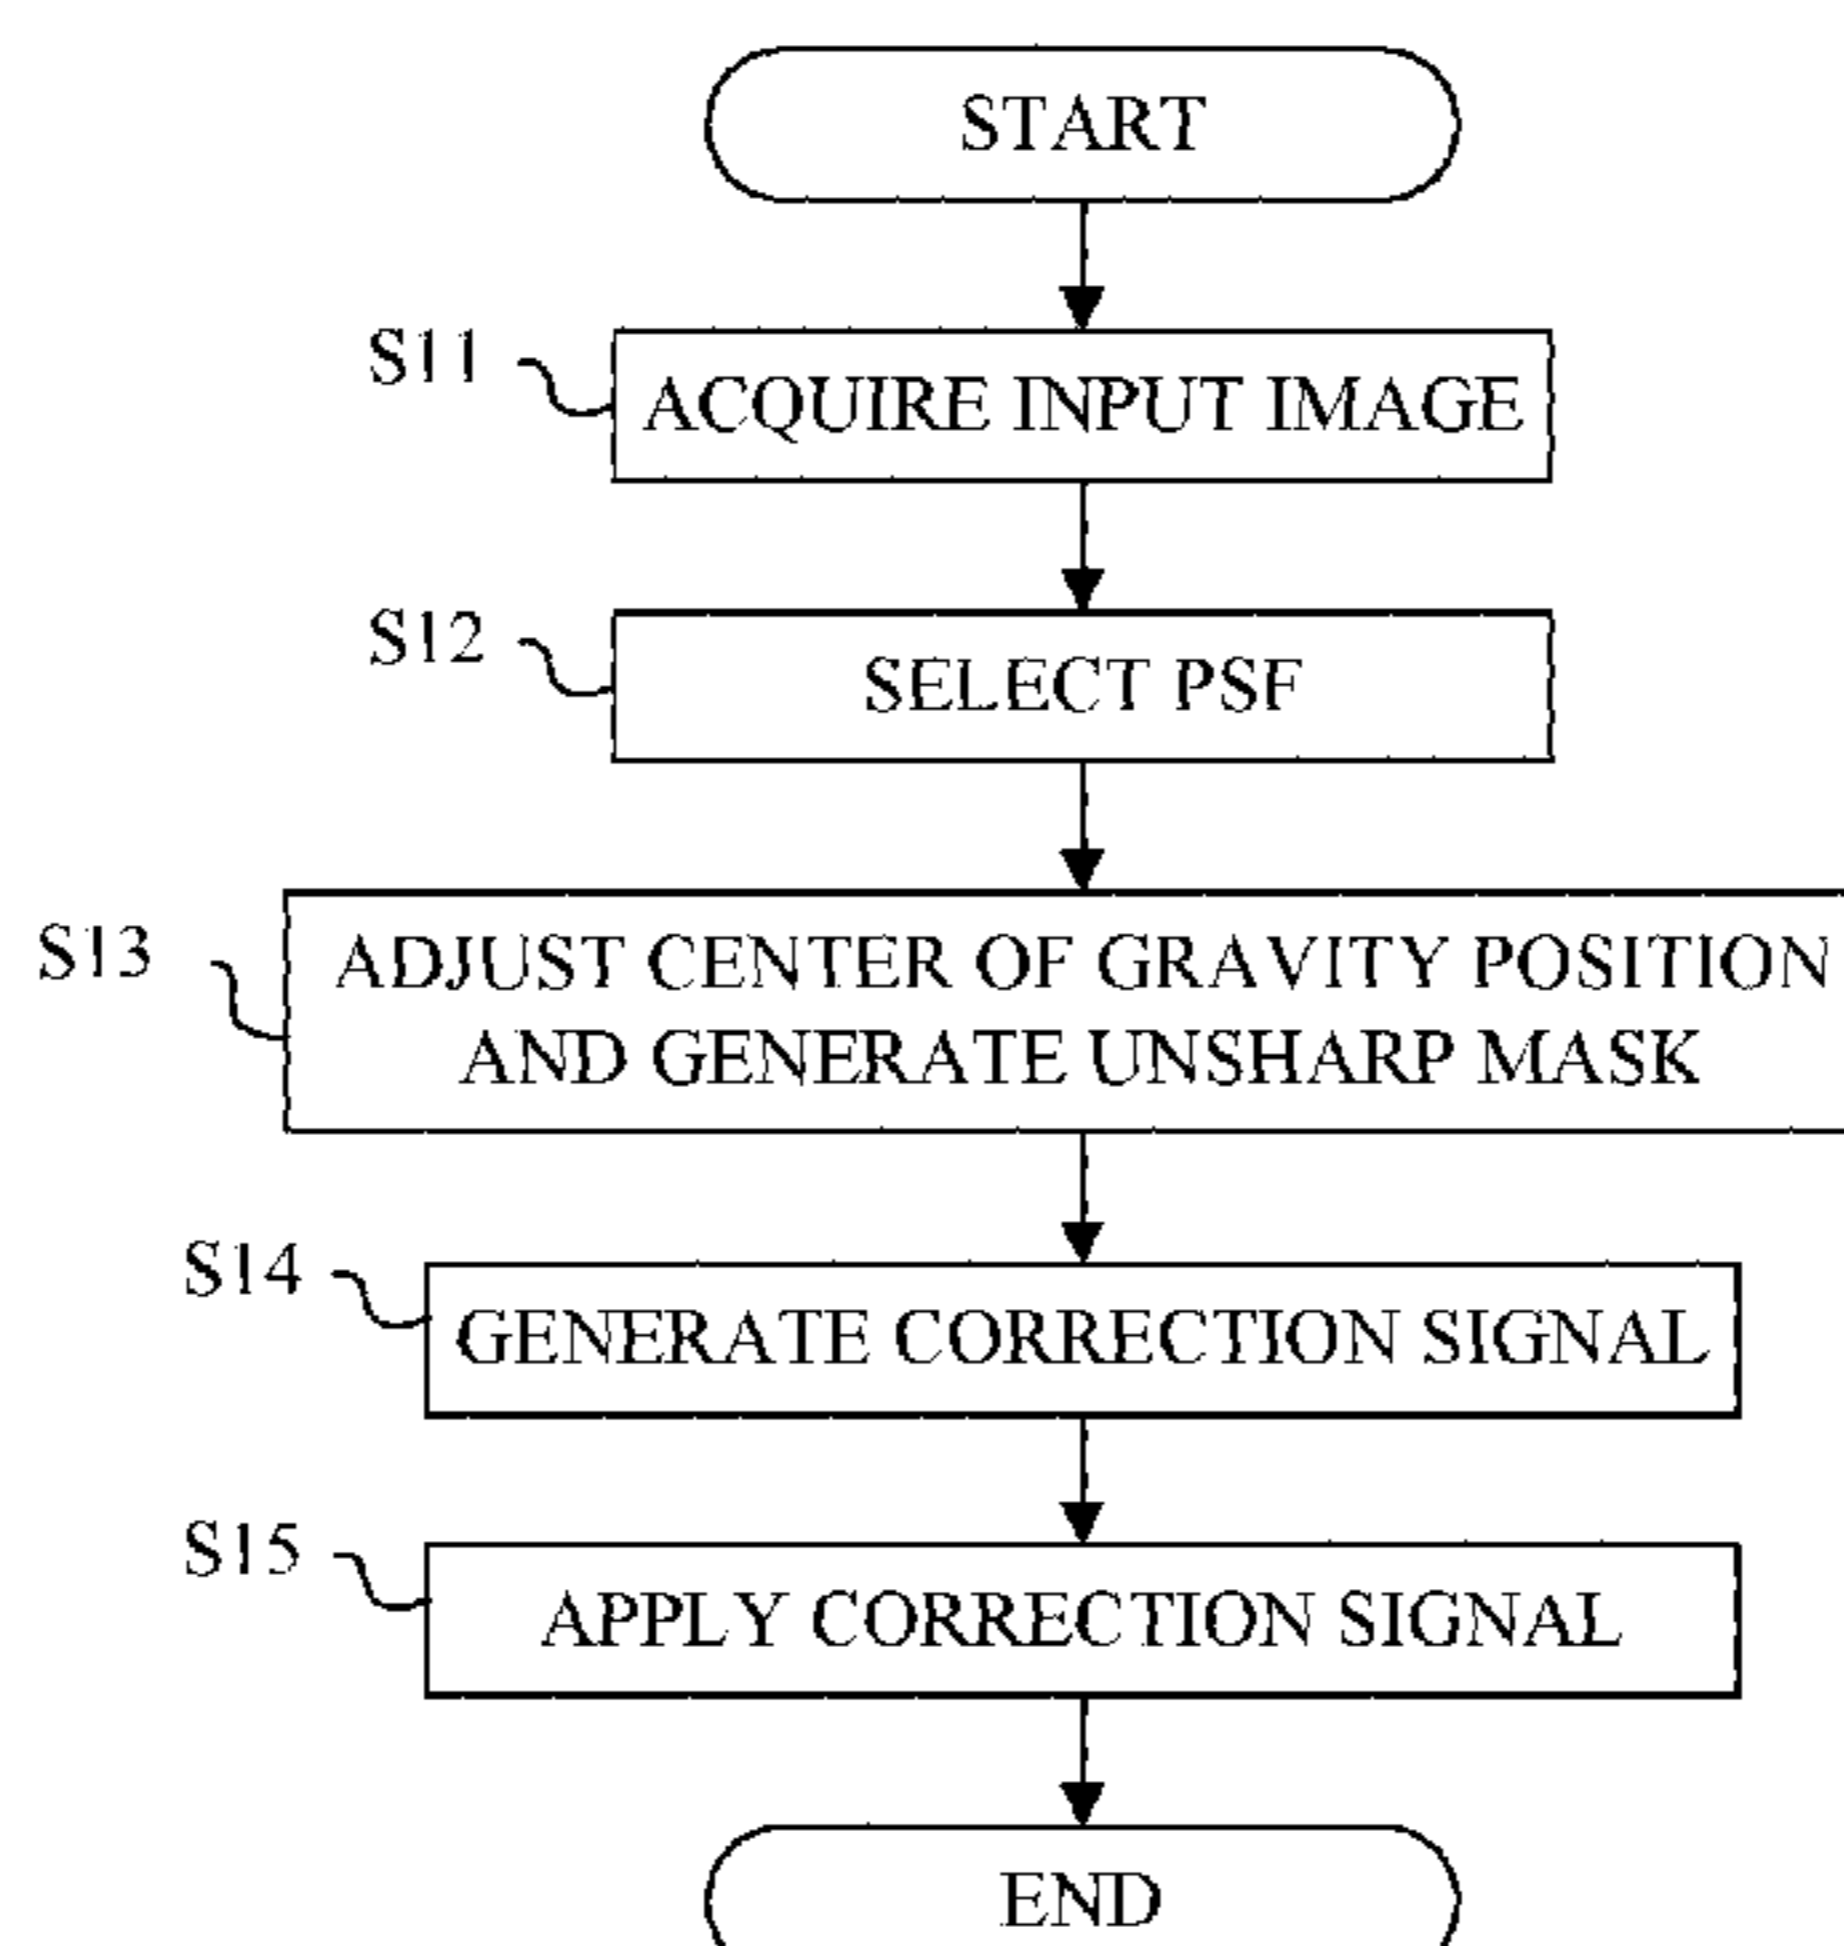 START
S11
ACQUIRE INPUT IMAGE
S12
SELECT PSF
S13
ADJUST CENTER OF GRAVITY POSITION
AND GENERATE UNSHARP MASK
S14
GENERATE CORRECTION SIGNAL
S15
APPLY CORRECTION SIGNAL
END